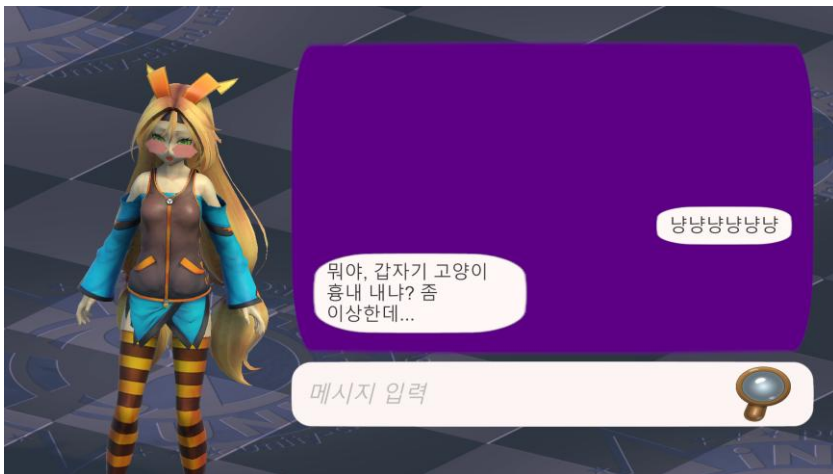 냥냥냥냥냥냥
뭐야, 갑자기 고양이
흉내 내냐? 좀
이상한데...
메시지 입력